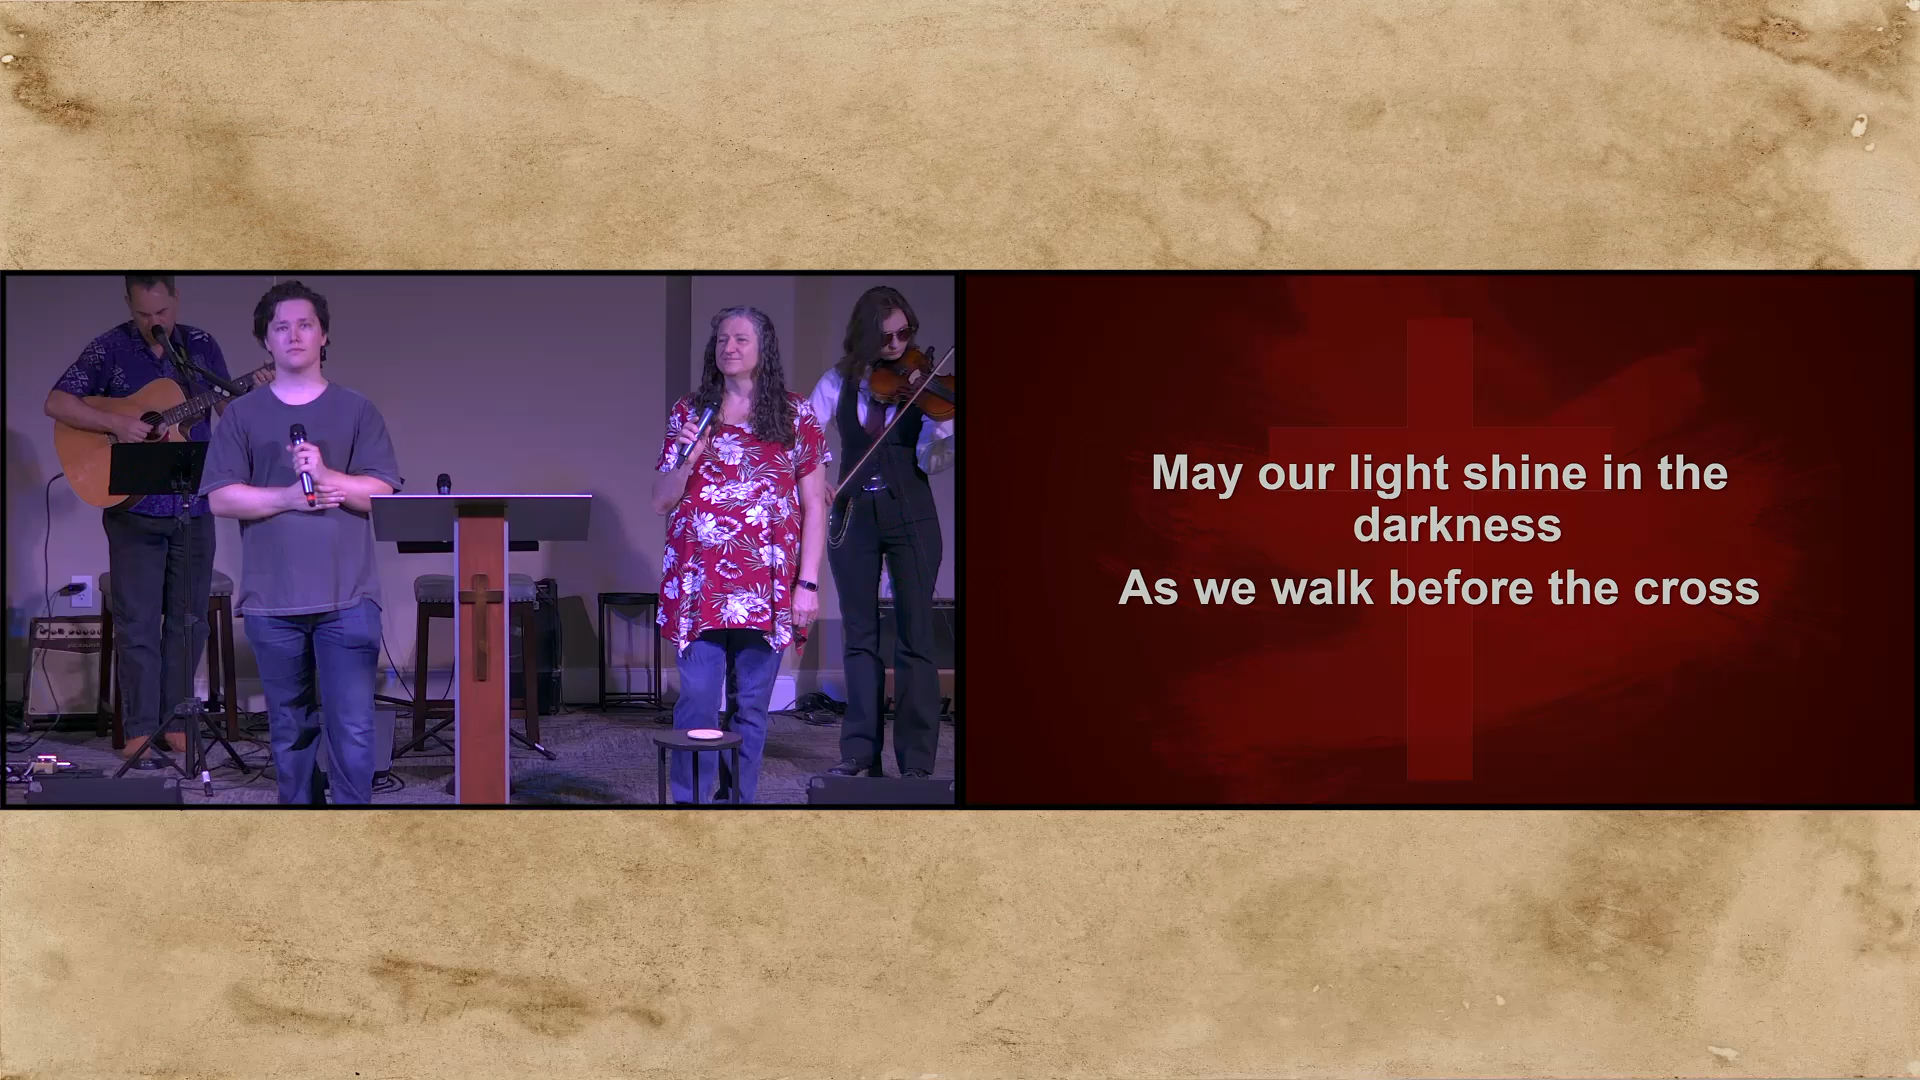 May our light shine in the
darkness
As we walk before the cross